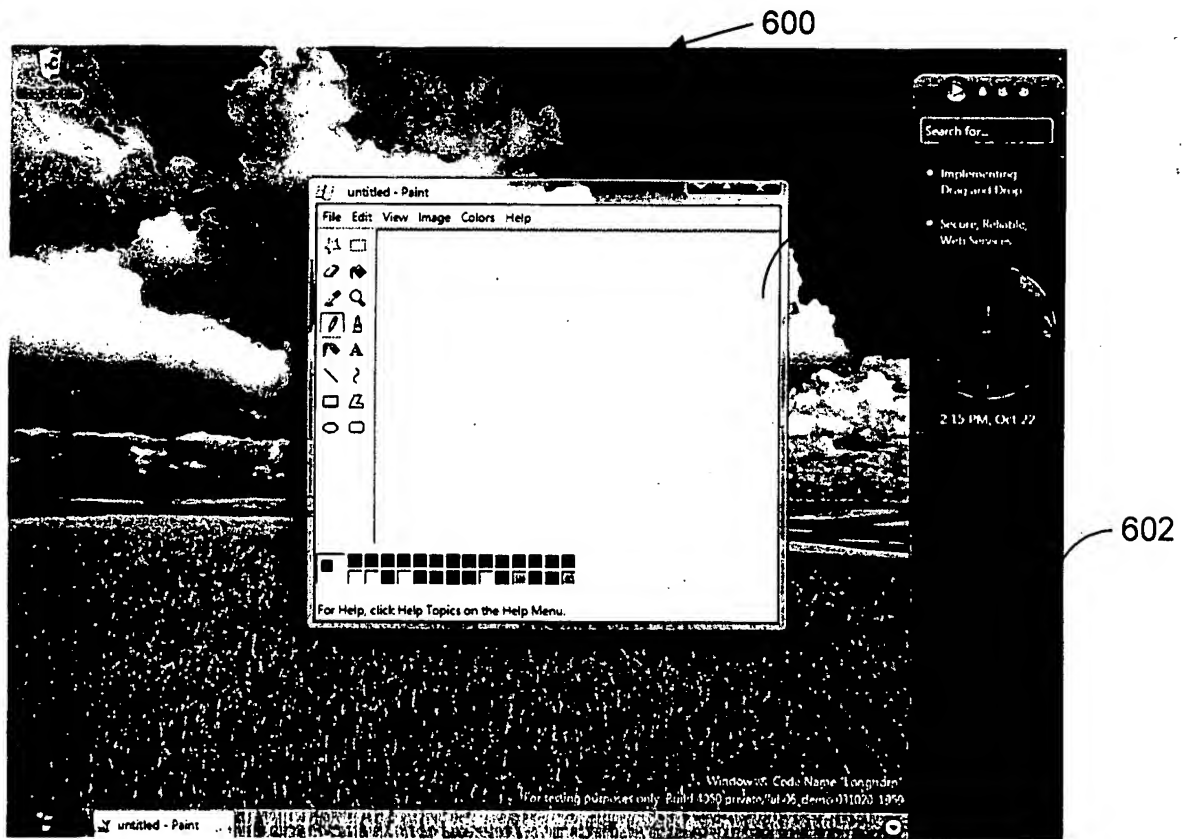 600
Search for...
Implementing
Drag and Drop
Secure, Reliable,
Web Services
untitled - Paint
File Edit View Image Colors Help
A
2:15 PM, Oct 22
602
For Help, click Help Topics on the Help Menu.
Windows® Code Name "Longhorn"
For testing purposes only. Build 4050
untitled - Paint